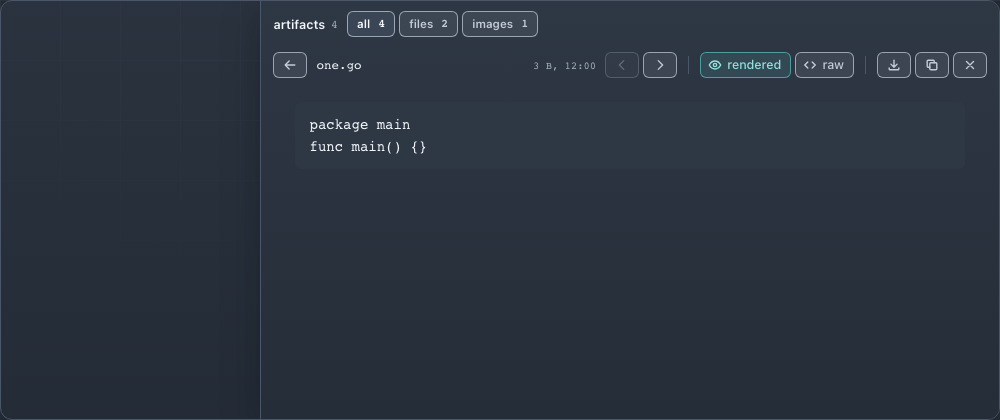 artifacts 4 all 4 files 2 images 1
one.go 3 B, 12:00 rendered raw
package main
func main() {}